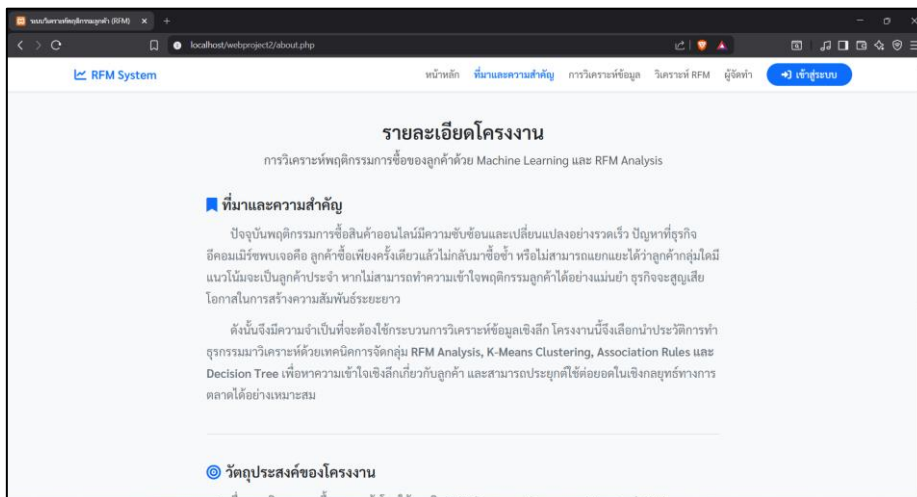 ระบบวิเคราะห์พฤติกรรมลูกค้า (RFM)
localhost/webproject2/about.php
RFM System
หน้าหลัก ที่มาและความสำคัญ การวิเคราะห์ข้อมูล วิเคราะห์ RFM ผู้จัดทำ เข้าสู่ระบบ
รายละเอียดโครงงาน
การวิเคราะห์พฤติกรรมการซื้อของลูกค้าด้วย Machine Learning และ RFM Analysis
ที่มาและความสำคัญ
ปัจจุบันพฤติกรรมการซื้อสินค้าออนไลน์มีความซับซ้อนและเปลี่ยนแปลงอย่างรวดเร็ว ปัญหาที่ธุรกิจ
อีคอมเมิร์ซพบเจอคือ ลูกค้าซื้อเพียงครั้งเดียวแล้วไม่กลับมาซื้อซ้ำ หรือไม่สามารถแยกแยะได้ว่าลูกค้ากลุ่มใดมี
แนวโน้มจะเป็นลูกค้าประจำ หากไม่สามารถทำความเข้าใจพฤติกรรมลูกค้าได้อย่างแม่นยำ ธุรกิจจะสูญเสีย
โอกาสในการสร้างความสัมพันธ์ระยะยาว
ดังนั้นจึงมีความจำเป็นที่จะต้องใช้กระบวนการวิเคราะห์ข้อมูลเชิงลึก โครงงานนี้จึงเลือกนำประวัติการทำ
ธุรกรรมมาวิเคราะห์ด้วยเทคนิคการจัดกลุ่ม RFM Analysis, K-Means Clustering, Association Rules และ
Decision Tree เพื่อหาความเข้าใจเชิงลึกเกี่ยวกับลูกค้า และสามารถประยุกต์ใช้ต่อยอดในเชิงกลยุทธ์ทางการ
ตลาดได้อย่างเหมาะสม
วัตถุประสงค์ของโครงงาน